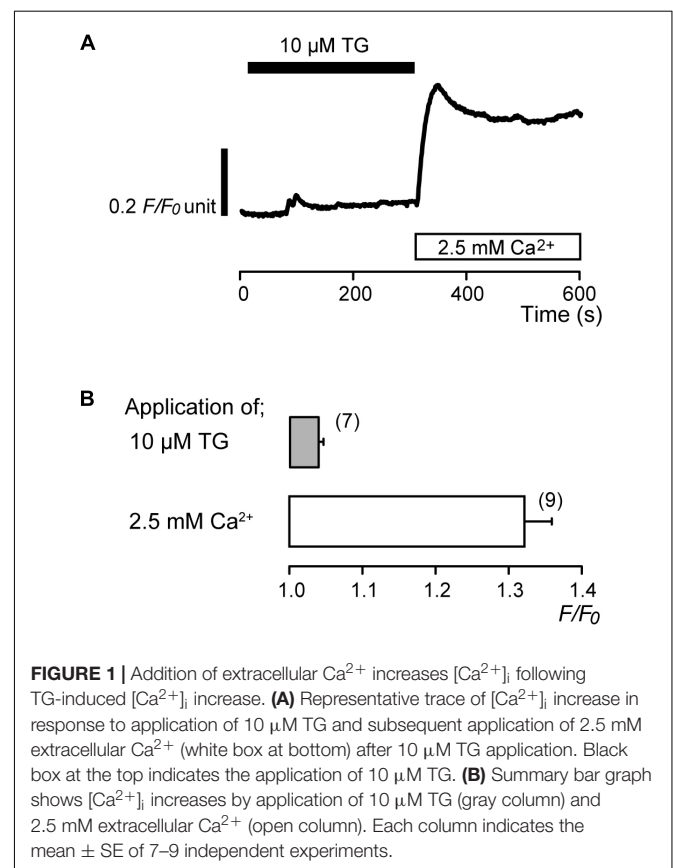 A
10 µM TG
0.2 F/F0 unit
2.5 mM Ca2+
0 200 400 600
Time (s)
B
Application of;
10 µM TG
(7)
2.5 mM Ca2+
(9)
1.0 1.1 1.2 1.3 1.4
F/F0
FIGURE 1 | Addition of extracellular Ca2+ increases [Ca2+]i following
TG-induced [Ca2+]i increase. (A) Representative trace of [Ca2+]i increase in
response to application of 10 µM TG and subsequent application of 2.5 mM
extracellular Ca2+ (white box at bottom) after 10 µM TG application. Black
box at the top indicates the application of 10 µM TG. (B) Summary bar graph
shows [Ca2+]i increases by application of 10 µM TG (gray column) and
2.5 mM extracellular Ca2+ (open column). Each column indicates the
mean ± SE of 7–9 independent experiments.